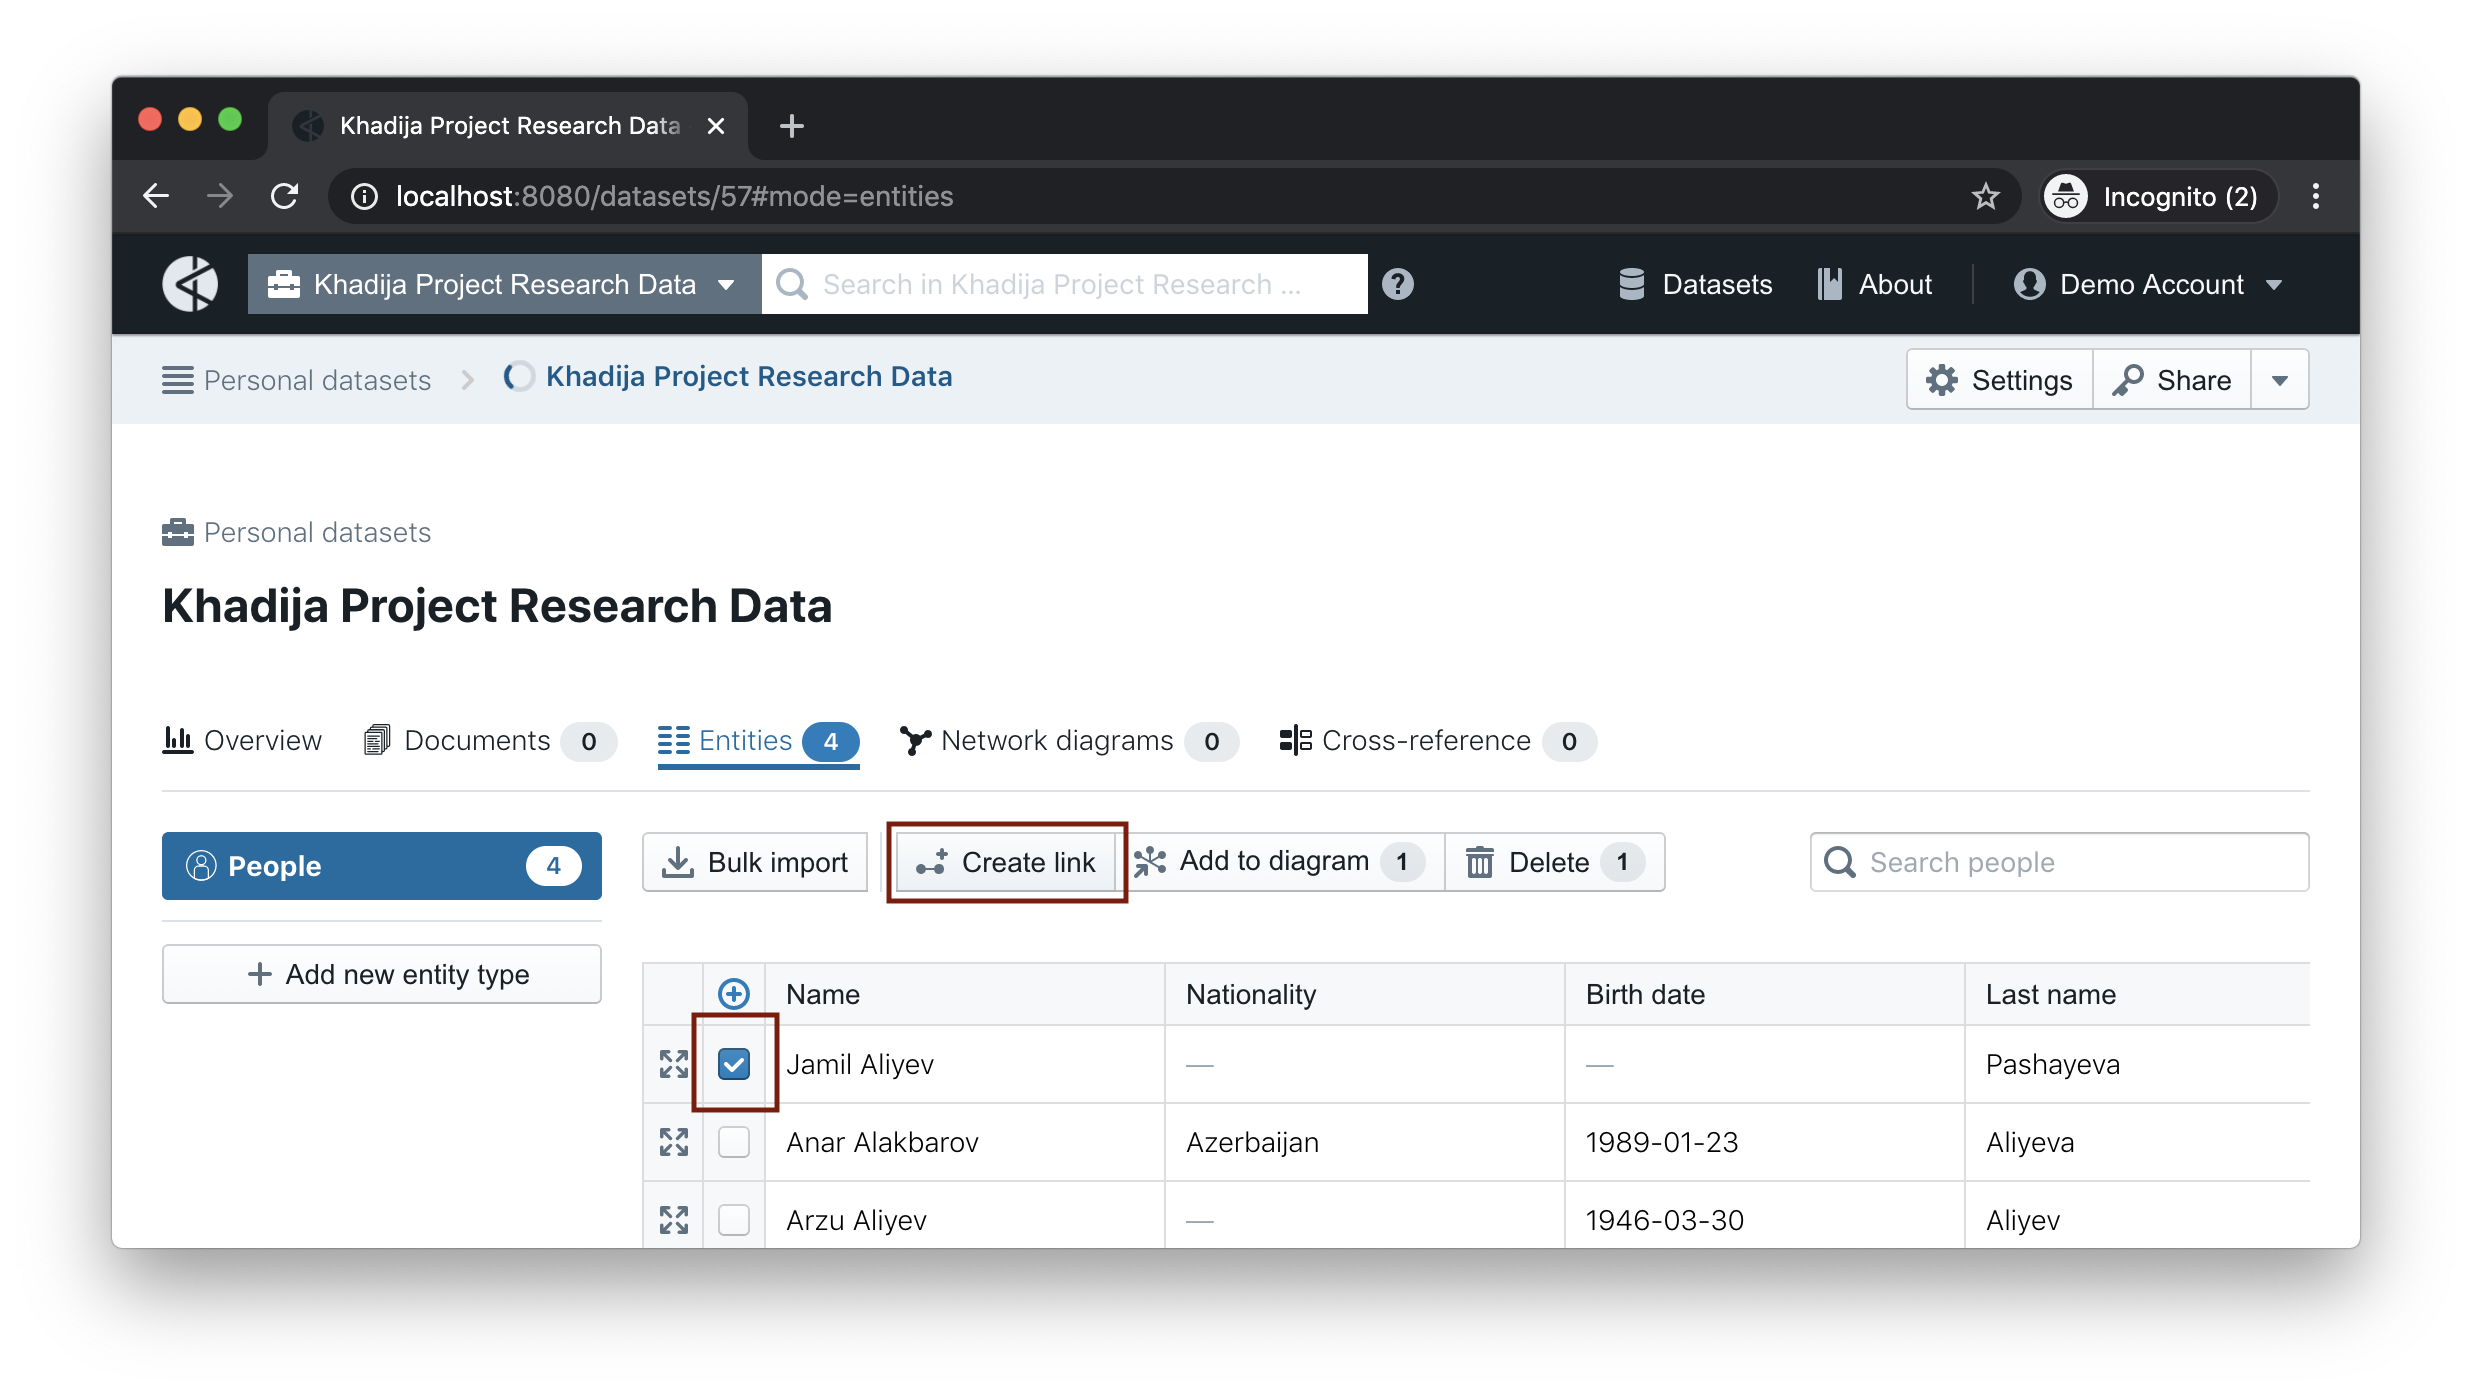 Khadija Project Research Data
localhost:8080/datasets/57#mode=entities
Incognito (2)
Khadija Project Research Data
Search in Khadija Project Research ...
Datasets
About
Demo Account
Personal datasets
Khadija Project Research Data
Settings
Share
Personal datasets
Khadija Project Research Data
Overview
Documents 0
Entities 4
Network diagrams 0
Cross-reference 0
People 4
Bulk import
Create link
Add to diagram 1
Delete 1
Search people
Add new entity type
Name Nationality Birth date Last name
Jamil Aliyev — — Pashayeva
Anar Alakbarov Azerbaijan 1989-01-23 Aliyeva
Arzu Aliyev — 1946-03-30 Aliyev